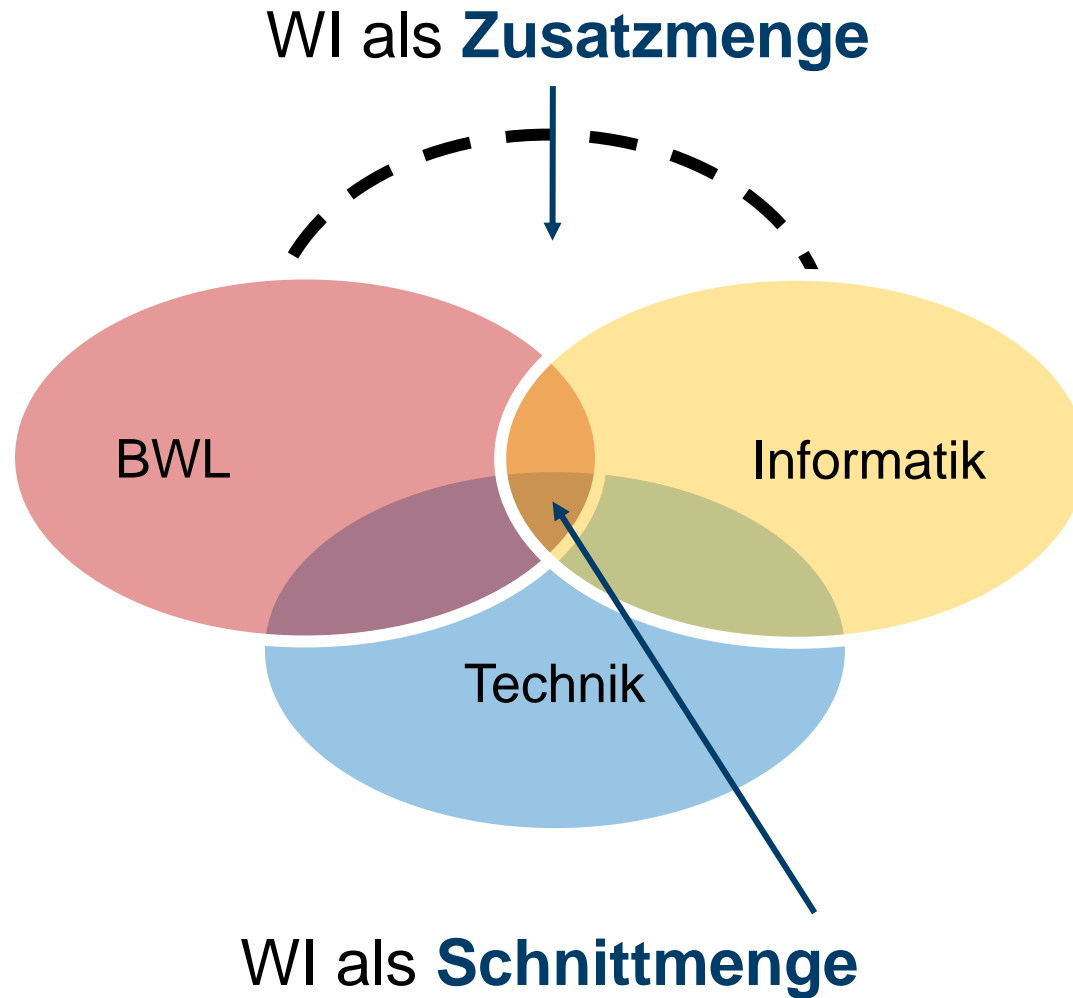 WI als Zusatzmenge
BWL
Informatik
Technik
WI als Schnittmenge